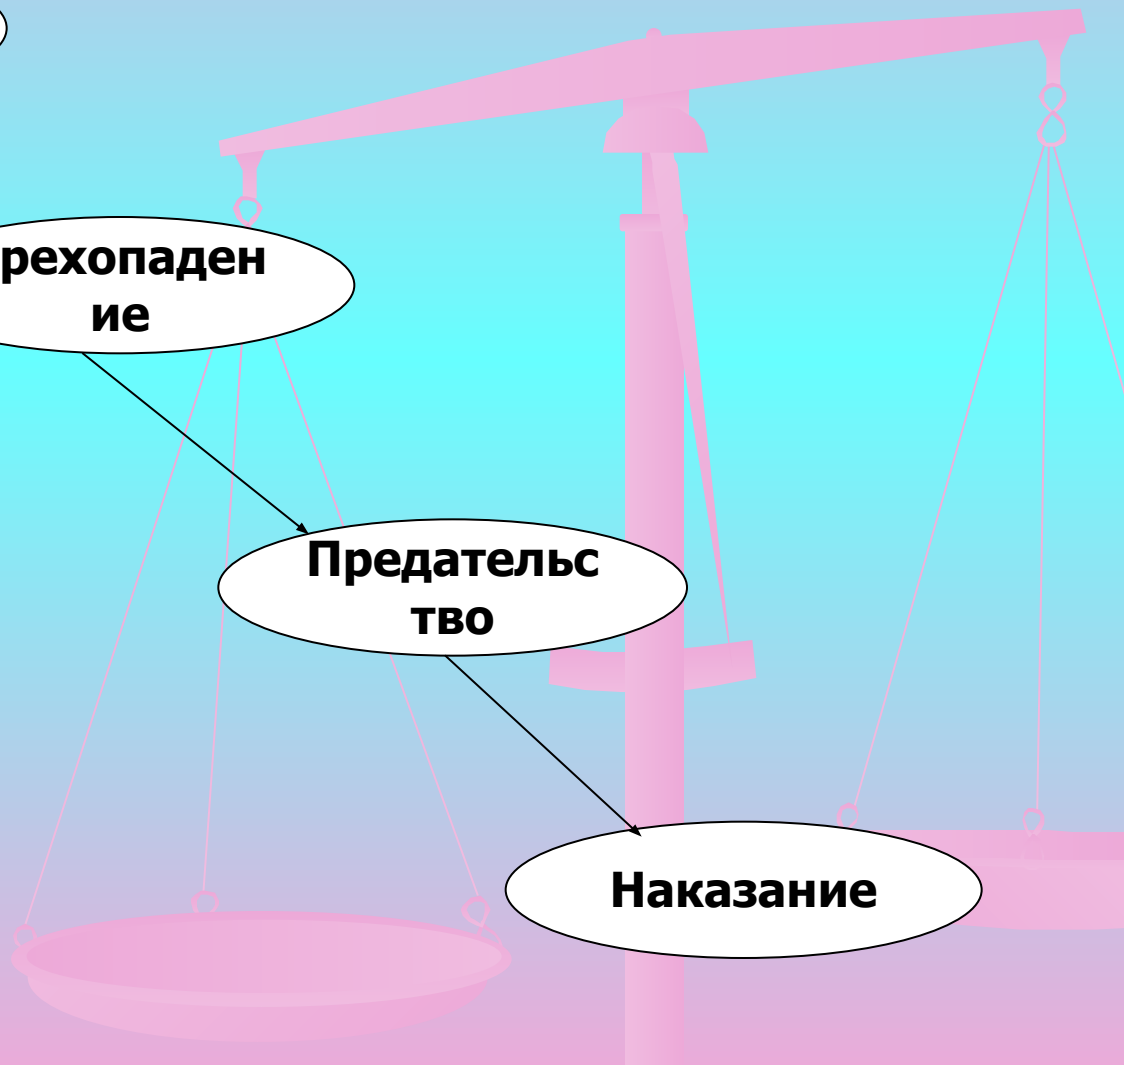 рехопаден
ие
Предательс
тво
Наказание